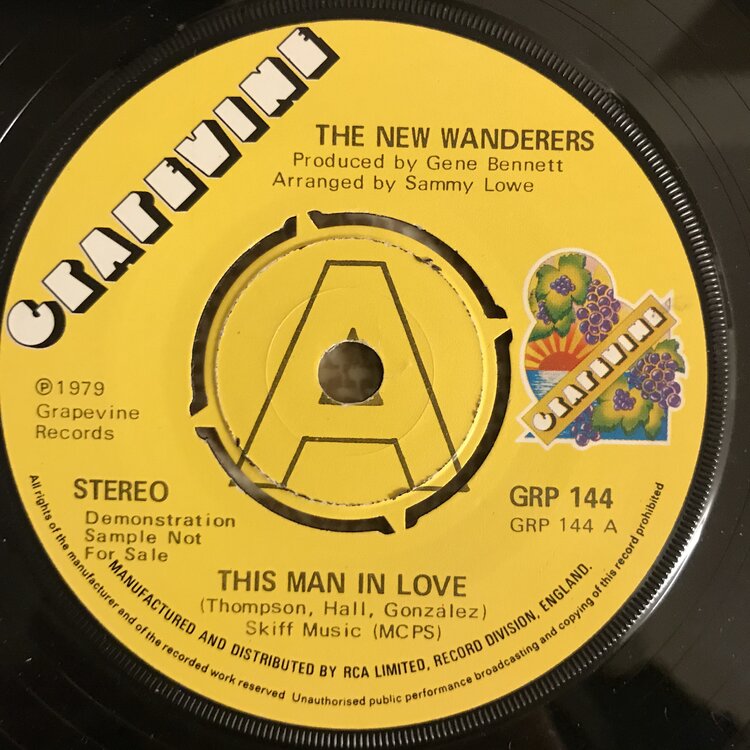 GRAPEVINE
THE NEW WANDERERS
Produced by Gene Bennett
Arranged by Sammy Lowe
A
GRAPEVINE
℗ 1979
Grapevine
Records
STEREO
Demonstration
Sample Not
For Sale
GRP 144
GRP 144 A
THIS MAN IN LOVE
(Thompson, Hall, González)
Skiff Music (MCPS)
MANUFACTURED AND DISTRIBUTED BY RCA LIMITED, RECORD DIVISION, ENGLAND.
All rights of the manufacturer and of the recorded work reserved Unauthorised public performance broadcasting and copying of this record prohibited